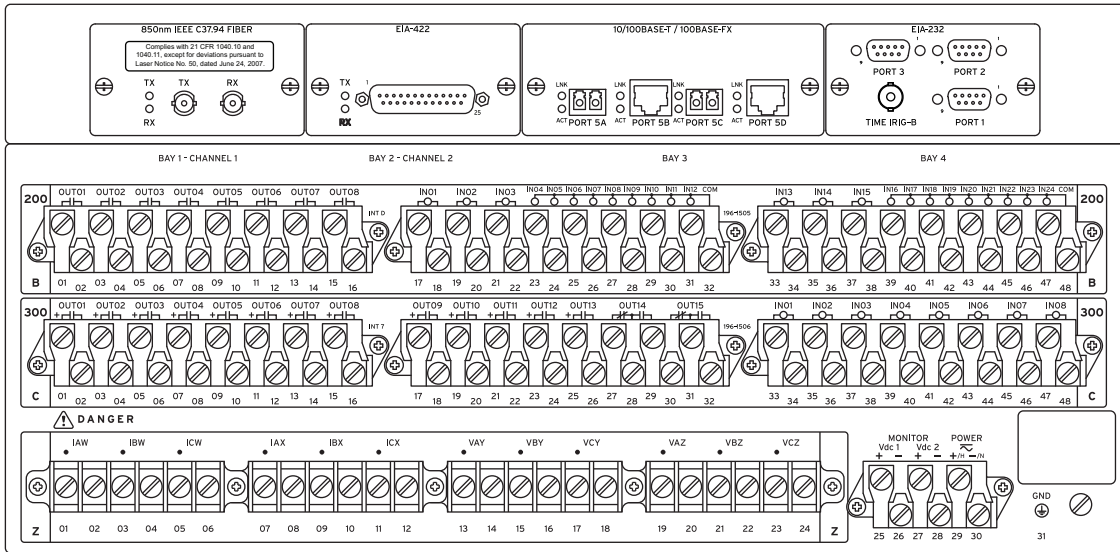 850nm IEEE C37.94 FIBER
EIA-422
10/100BASE-T / 100BASE-FX
EIA-232
Complies with 21 CFR 1040.10 and
1040.11, except for deviations pursuant to
Laser Notice No. 50, dated June 24, 2007.
TX TX RX
RX
TX 1
RX 25
LNK LNK LNK LNK
ACT PORT 5A ACT PORT 5B ACT PORT 5C ACT PORT 5D
1 1
9 9
PORT 3 PORT 2
1
9
TIME IRIG-B PORT 1
BAY 1 - CHANNEL 1 BAY 2 - CHANNEL 2 BAY 3 BAY 4
200 OUT01 OUT02 OUT03 OUT04 OUT05 OUT06 OUT07 OUT08 IN01 IN02 IN03 IN04 IN05 IN06 IN07 IN08 IN09 IN10 IN11 IN12 COM IN13 IN14 IN15 IN16 IN17 IN18 IN19 IN20 IN21 IN22 IN23 IN24 COM 200
INT D 196-1505
B 01 02 03 04 05 06 07 08 09 10 11 12 13 14 15 16 17 18 19 20 21 22 23 24 25 26 27 28 29 30 31 32 33 34 35 36 37 38 39 40 41 42 43 44 45 46 47 48 B
300 OUT01 OUT02 OUT03 OUT04 OUT05 OUT06 OUT07 OUT08 OUT09 OUT10 OUT11 OUT12 OUT13 OUT14 OUT15 IN01 IN02 IN03 IN04 IN05 IN06 IN07 IN08 300
+ + + + + + + + + + + + +
INT 7 196-1506
C 01 02 03 04 05 06 07 08 09 10 11 12 13 14 15 16 17 18 19 20 21 22 23 24 25 26 27 28 29 30 31 32 33 34 35 36 37 38 39 40 41 42 43 44 45 46 47 48 C
DANGER
IAW IBW ICW IAX IBX ICX VAY VBY VCY VAZ VBZ VCZ
Z 01 02 03 04 05 06 07 08 09 10 11 12 13 14 15 16 17 18 19 20 21 22 23 24 Z
MONITOR POWER
Vdc 1 Vdc 2
+ − + − +/H −/N
25 26 27 28 29 30
GND
31